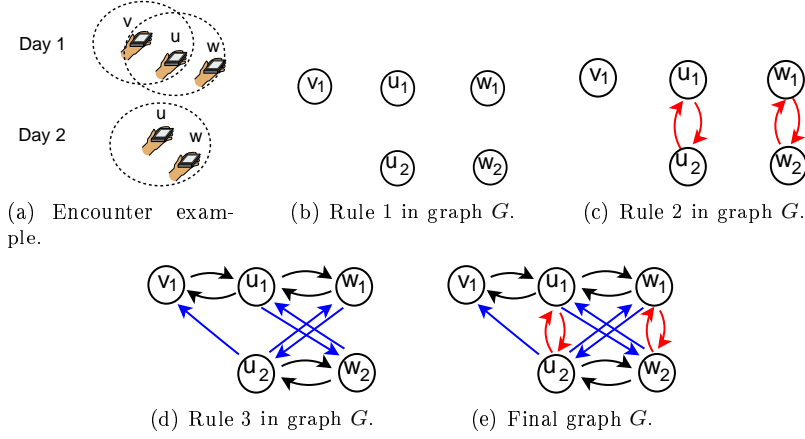 Day 1
v
u
w
Day 2
u
w
(a) Encounter exam-
ple.
v1 u1 w1
u2 w2
(b) Rule 1 in graph G.
v1 u1 w1
u2 w2
(c) Rule 2 in graph G.
v1 u1 w1
u2 w2
(d) Rule 3 in graph G.
v1 u1 w1
u2 w2
(e) Final graph G.